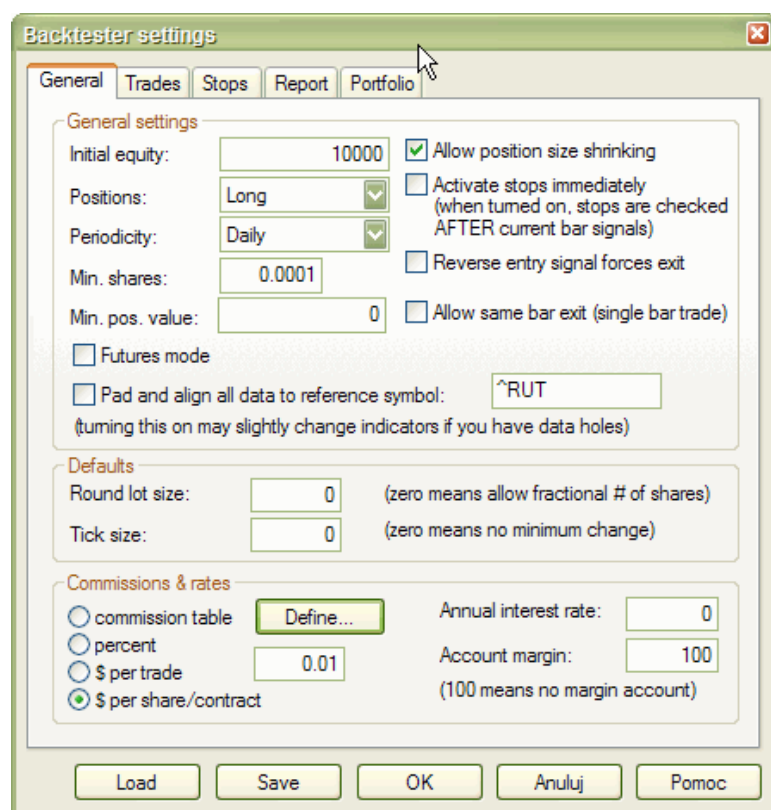 Backtester settings
General Trades Stops Report Portfolio
General settings
Initial equity: 10000
Allow position size shrinking
Positions: Long
Activate stops immediately
(when turned on, stops are checked
AFTER current bar signals)
Periodicity: Daily
Reverse entry signal forces exit
Min. shares: 0.0001
Min. pos. value: 0
Allow same bar exit (single bar trade)
Futures mode
Pad and align all data to reference symbol: ^RUT
(turning this on may slightly change indicators if you have data holes)
Defaults
Round lot size: 0 (zero means allow fractional # of shares)
Tick size: 0 (zero means no minimum change)
Commissions & rates
commission table Define...
percent
$ per trade 0.01
$ per share/contract
Annual interest rate: 0
Account margin: 100
(100 means no margin account)
Load Save OK Anuluj Pomoc